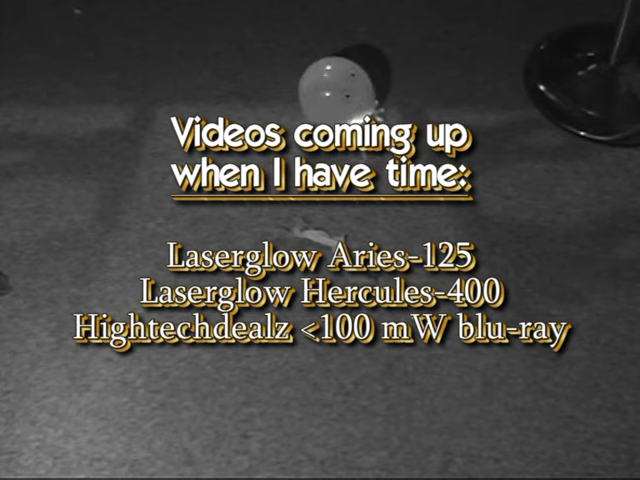 Videos coming up
when I have time:
Laserglow Aries-125
Laserglow Hercules-400
Hightechdealz <100 mW blu-ray